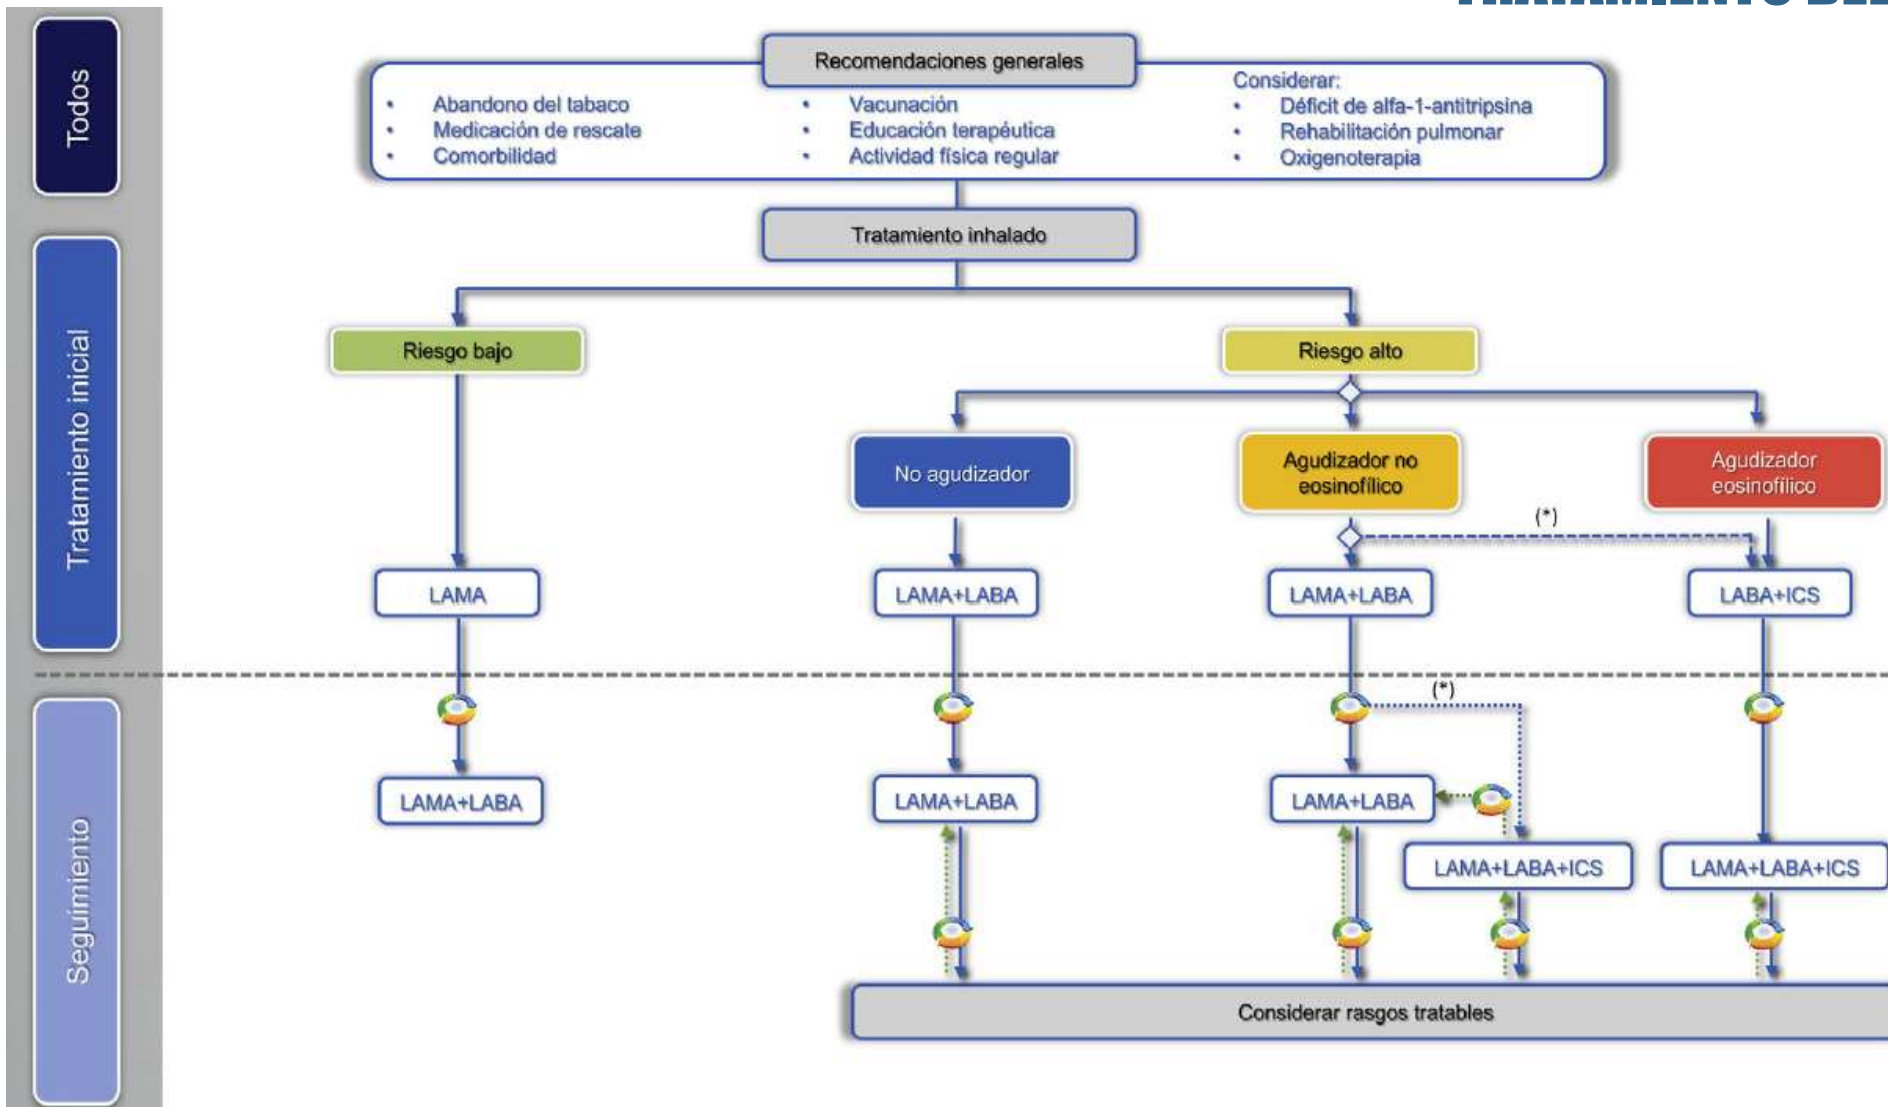 TRATAMIENTO DEL
Todos
Recomendaciones generales
• Abandono del tabaco
• Medicación de rescate
• Comorbilidad
• Vacunación
• Educación terapéutica
• Actividad física regular
Considerar:
• Déficit de alfa-1-antitripsina
• Rehabilitación pulmonar
• Oxigenoterapia
Tratamiento inicial
Tratamiento inhalado
Riesgo bajo
Riesgo alto
No agudizador
Agudizador no
eosinofílico
Agudizador
eosinofílico
(*)
LAMA
LAMA+LABA
LAMA+LABA
LABA+ICS
Seguimiento
(*)
LAMA+LABA
LAMA+LABA
LAMA+LABA
LAMA+LABA+ICS
LAMA+LABA+ICS
Considerar rasgos tratables